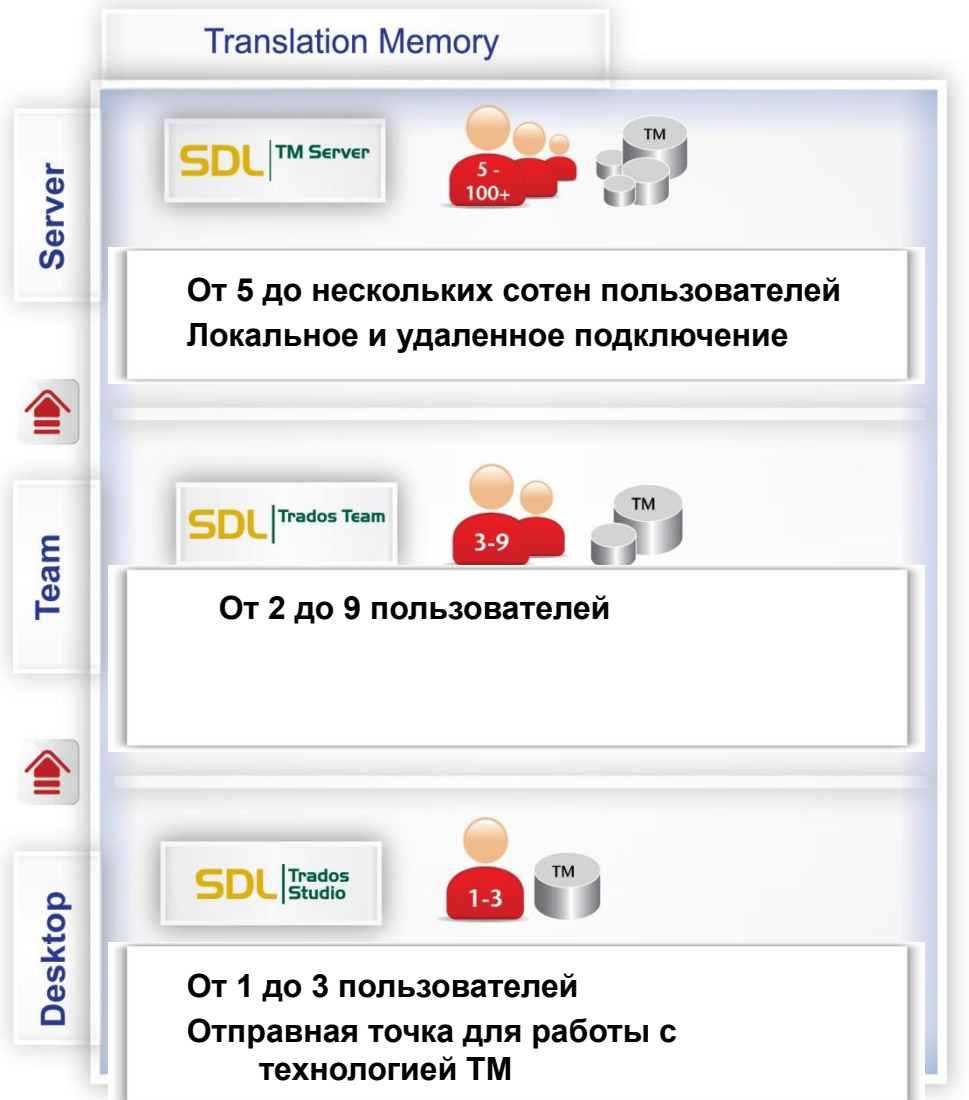 Translation Memory
Server
SDL TM Server
5 -
100+
TM
От 5 до нескольких сотен пользователей
Локальное и удаленное подключение
Team
SDL Trados Team
3-9
TM
От 2 до 9 пользователей
Desktop
SDL Trados
Studio
1-3
TM
От 1 до 3 пользователей
Отправная точка для работы с
технологией ТМ